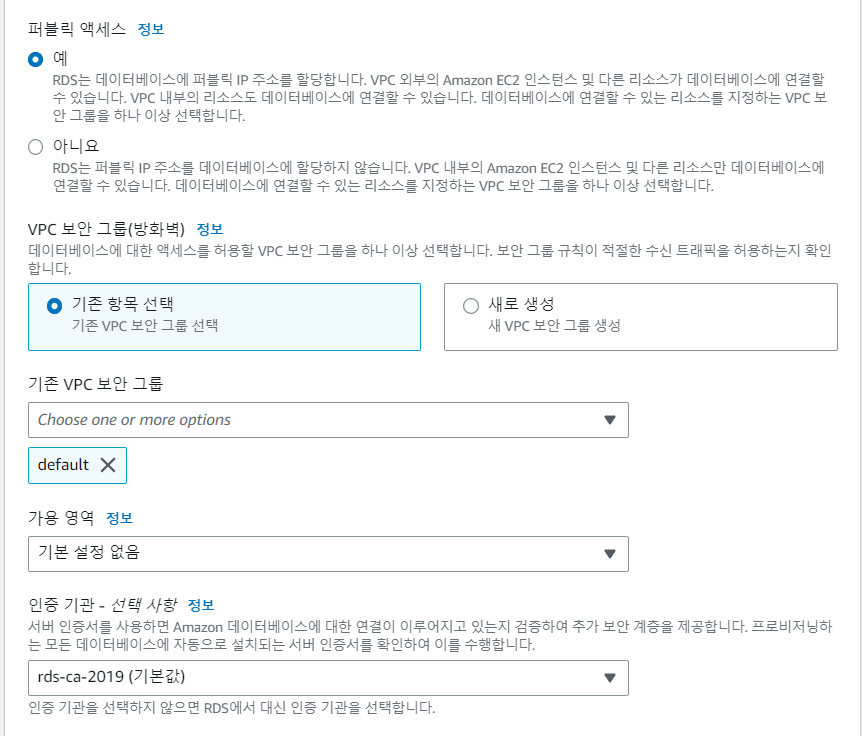 퍼블릭 액세스 정보
예
RDS는 데이터베이스에 퍼블릭 IP 주소를 할당합니다. VPC 외부의 Amazon EC2 인스턴스 및 다른 리소스가 데이터베이스에 연결할
수 있습니다. VPC 내부의 리소스도 데이터베이스에 연결할 수 있습니다. 데이터베이스에 연결할 수 있는 리소스를 지정하는 VPC 보
안 그룹을 하나 이상 선택합니다.
아니요
RDS는 퍼블릭 IP 주소를 데이터베이스에 할당하지 않습니다. VPC 내부의 Amazon EC2 인스턴스 및 다른 리소스만 데이터베이스에
연결할 수 있습니다. 데이터베이스에 연결할 수 있는 리소스를 지정하는 VPC 보안 그룹을 하나 이상 선택합니다.
VPC 보안 그룹(방화벽) 정보
데이터베이스에 대한 액세스를 허용할 VPC 보안 그룹을 하나 이상 선택합니다. 보안 그룹 규칙이 적절한 수신 트래픽을 허용하는지 확인
합니다.
기존 항목 선택
기존 VPC 보안 그룹 선택
새로 생성
새 VPC 보안 그룹 생성
기존 VPC 보안 그룹
Choose one or more options
default
가용 영역 정보
기본 설정 없음
인증 기관 - 선택 사항 정보
서버 인증서를 사용하면 Amazon 데이터베이스에 대한 연결이 이루어지고 있는지 검증하여 추가 보안 계층을 제공합니다. 프로비저닝하
는 모든 데이터베이스에 자동으로 설치되는 서버 인증서를 확인하여 이를 수행합니다.
rds-ca-2019 (기본값)
인증 기관을 선택하지 않으면 RDS에서 대신 인증 기관을 선택합니다.